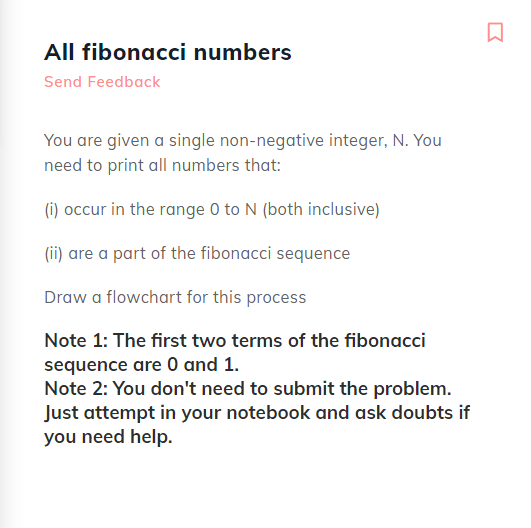 All fibonacci numbers
Send Feedback
You are given a single non-negative integer, N. You
need to print all numbers that:
(i) occur in the range 0 to N (both inclusive)
(ii) are a part of the fibonacci sequence
Draw a flowchart for this process
Note 1: The first two terms of the fibonacci
sequence are 0 and 1.
Note 2: You don't need to submit the problem.
Just attempt in your notebook and ask doubts if
you need help.